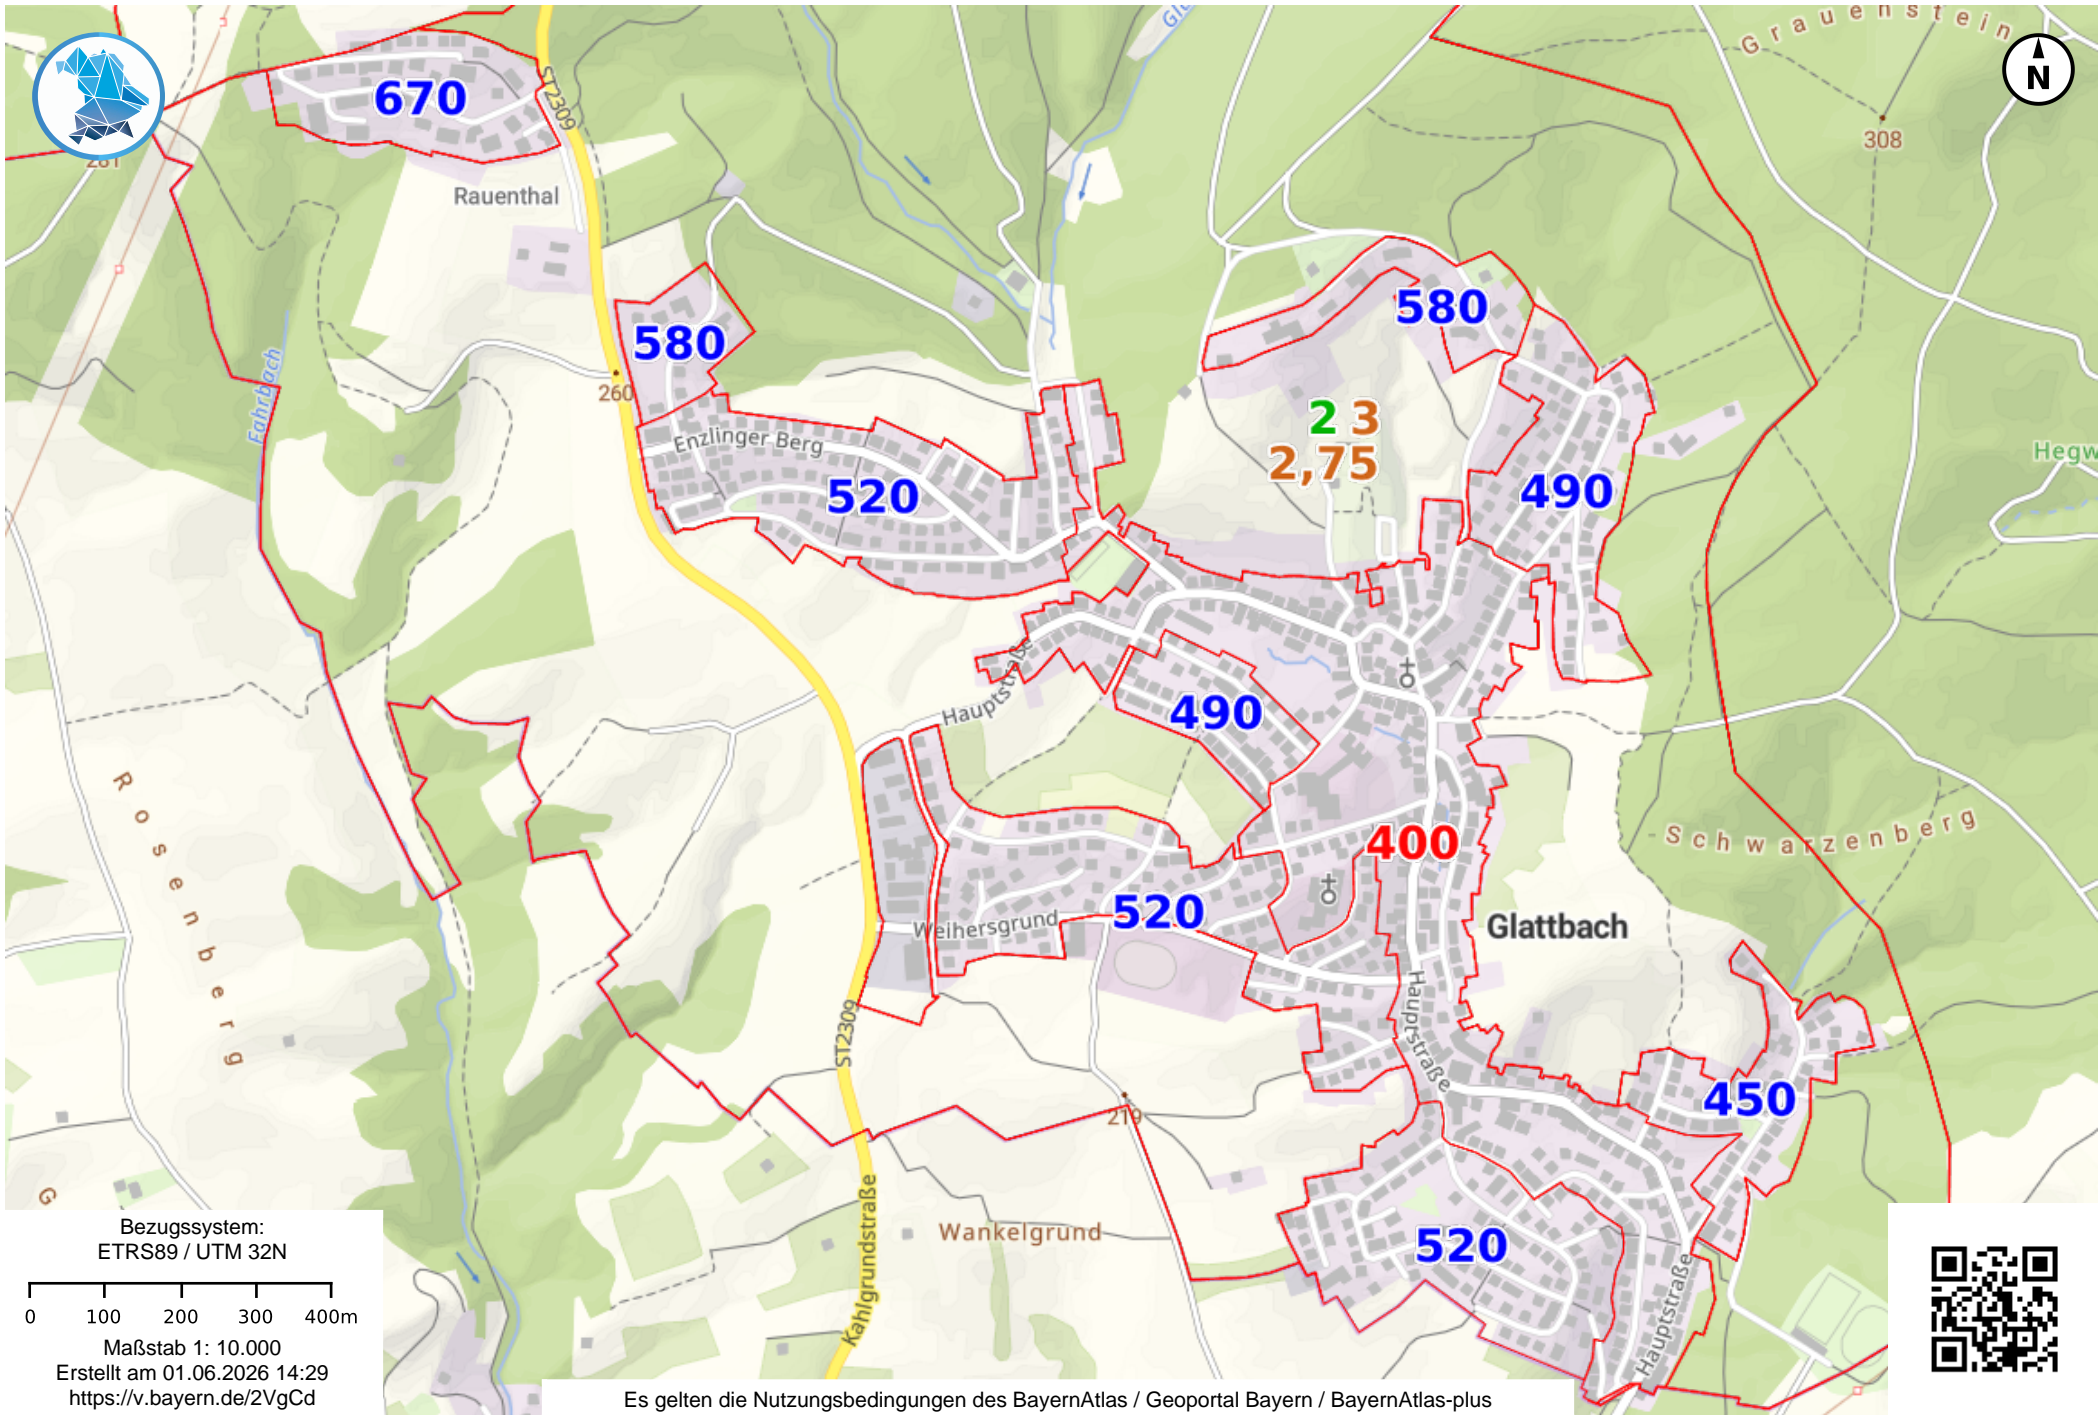 Grauenstein
N
Gl
ST2309
670
308
281
Rauenthal
580
580
260
Fahrbach
Enzlinger Berg
2 3
2,75
Hegw
520
490
Hauptstraße
490
Rosenberg
Schwarzenberg
400
520
Weihersgrund
Glattbach
Hauptstraße
ST2309
450
219
G
Wankelgrund
520
Kahlgrundstraße
Hauptstraße
Bezugssystem:
ETRS89 / UTM 32N
0 100 200 300 400m
Maßstab 1: 10.000
Erstellt am 01.06.2026 14:29
https://v.bayern.de/2VgCd
Es gelten die Nutzungsbedingungen des BayernAtlas / Geoportal Bayern / BayernAtlas-plus